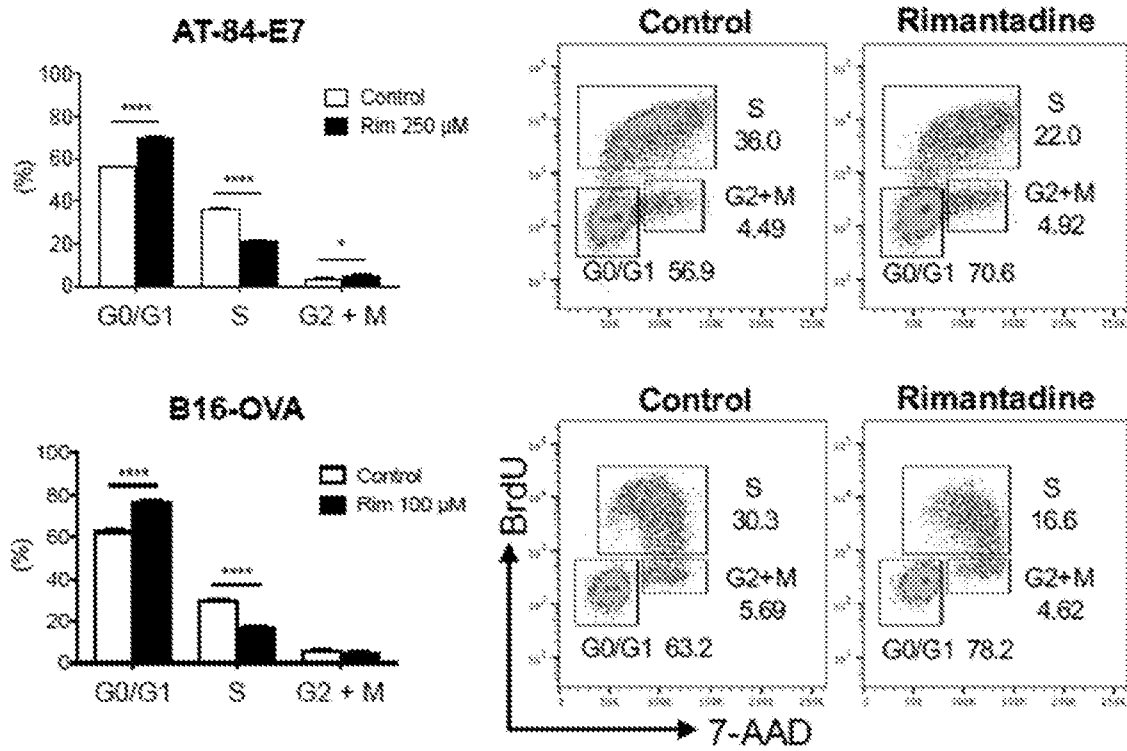 AT-84-E7
100
80
60
40
20
0
(%)
****
****
*
Control
Rim 250 µM
G0/G1 S G2 + M
Control
S
36.0
G2+M
4.49
G0/G1 56.9
Rimantadine
S
22.0
G2+M
4.92
G0/G1 70.6
B16-OVA
100
80
60
40
20
0
(%)
****
****
Control
Rim 100 µM
G0/G1 S G2 + M
Control
S
30.3
G2+M
5.69
G0/G1 63.2
Rimantadine
S
16.6
G2+M
4.62
G0/G1 78.2
BrdU
7-AAD